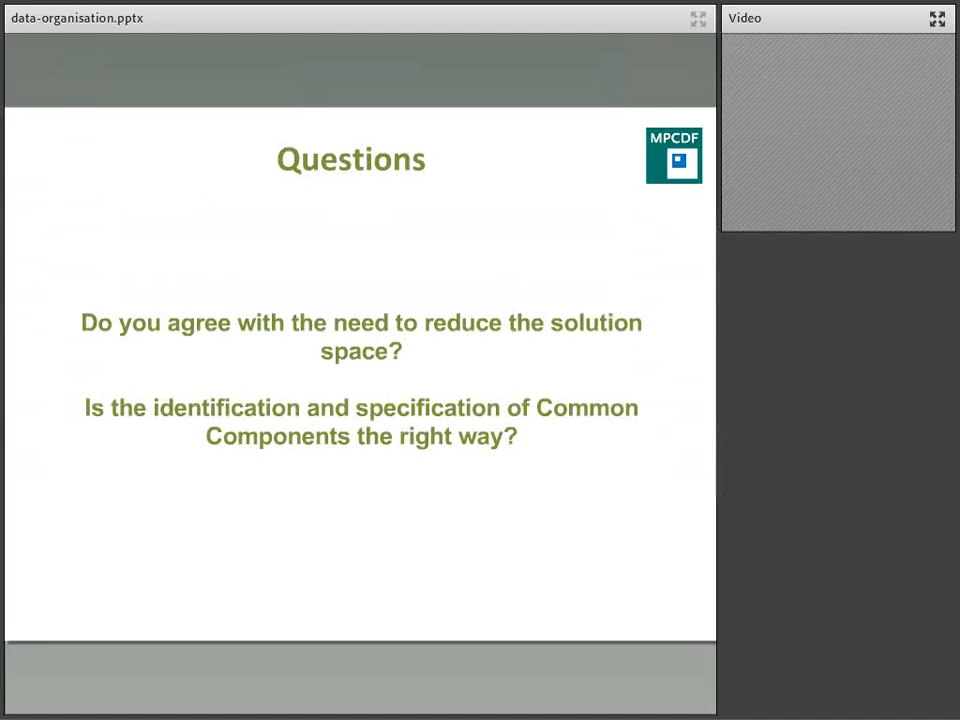 data-organisation.pptx
Video
Questions
MPCDF
Do you agree with the need to reduce the solution
space?
Is the identification and specification of Common
Components the right way?